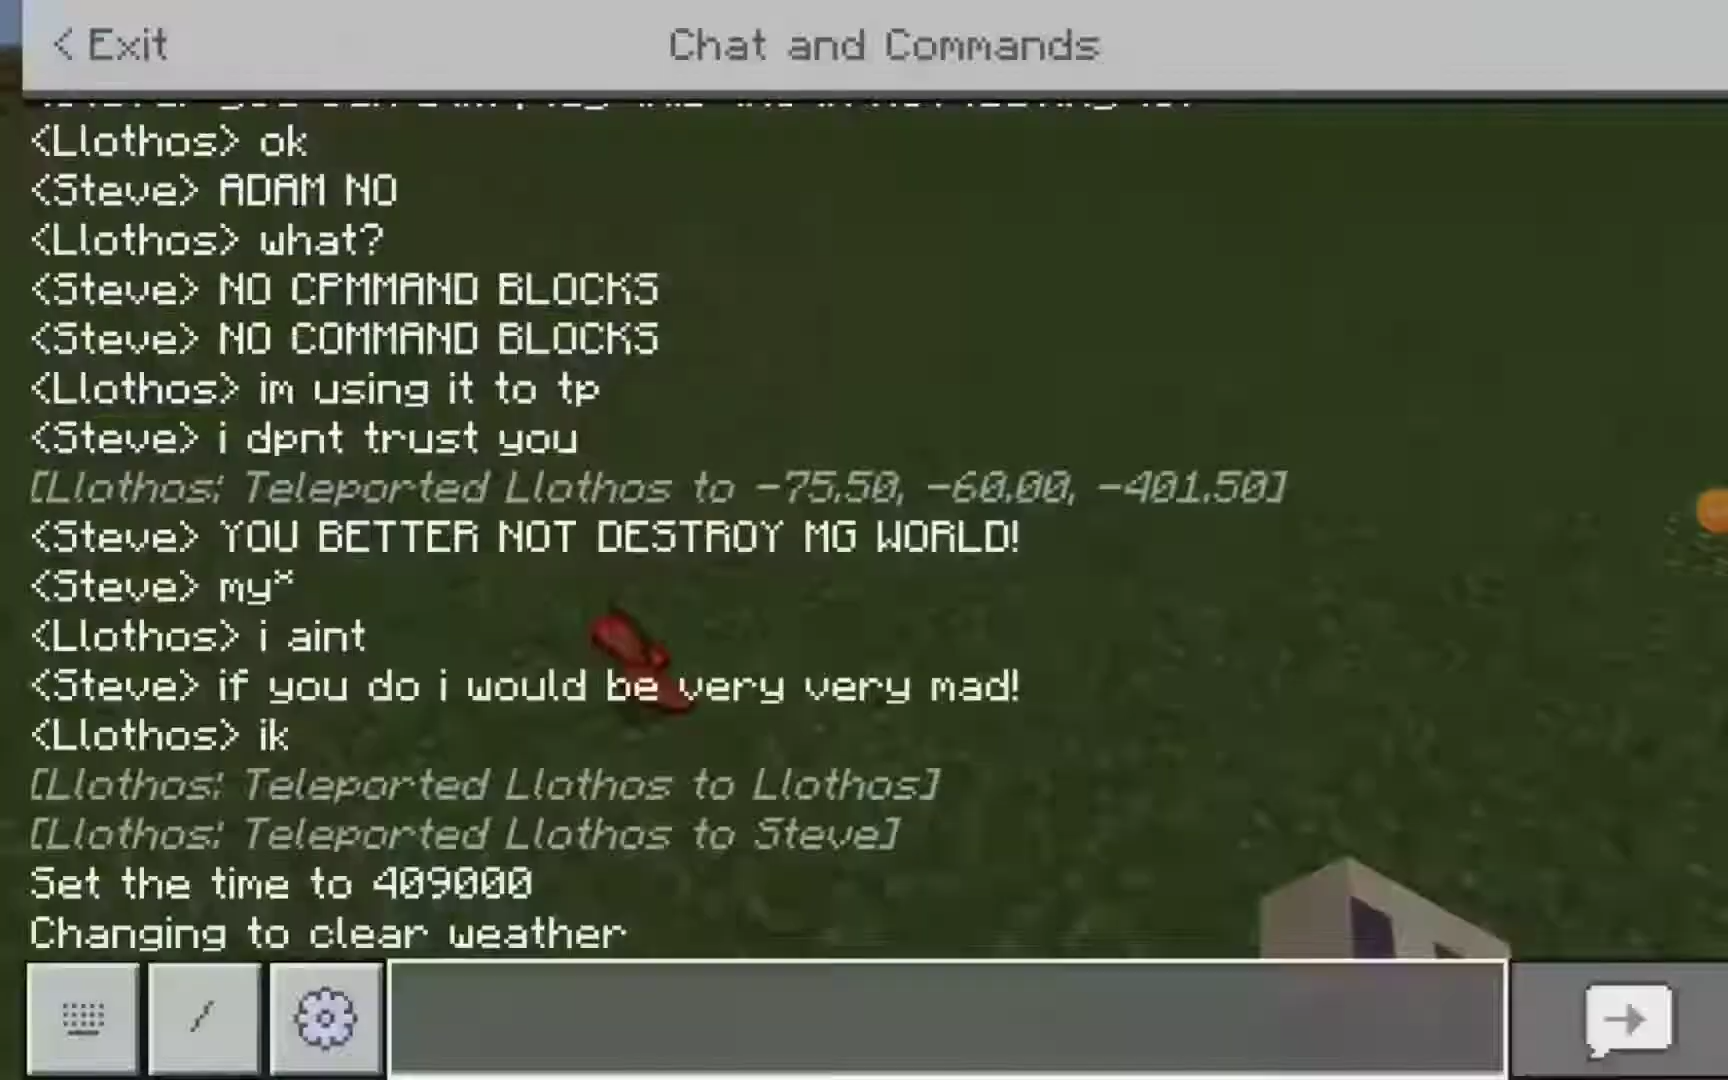 < Exit
Chat and Commands
<Llothos> ok
<Steve> ADAM NO
<Llothos> what?
<Steve> NO CPMMAND BLOCKS
<Steve> NO COMMAND BLOCKS
<Llothos> im using it to tp
<Steve> i dpnt trust you
[Llothos: Teleported Llothos to -75.50, -60.00, -401.50]
<Steve> YOU BETTER NOT DESTROY MG WORLD!
<Steve> my*
<Llothos> i aint
<Steve> if you do i would be very very mad!
<Llothos> ik
[Llothos: Teleported Llothos to Llothos]
[Llothos: Teleported Llothos to Steve]
Set the time to 409000
Changing to clear weather
/